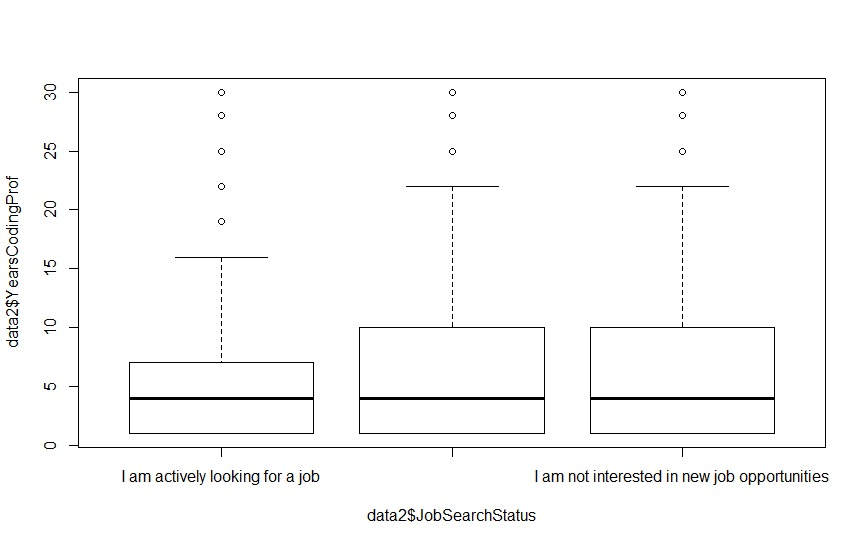 30
25
20
15
10
5
0
data2$YearsCodingProf
I am actively looking for a job
I am not interested in new job opportunities
data2$JobSearchStatus